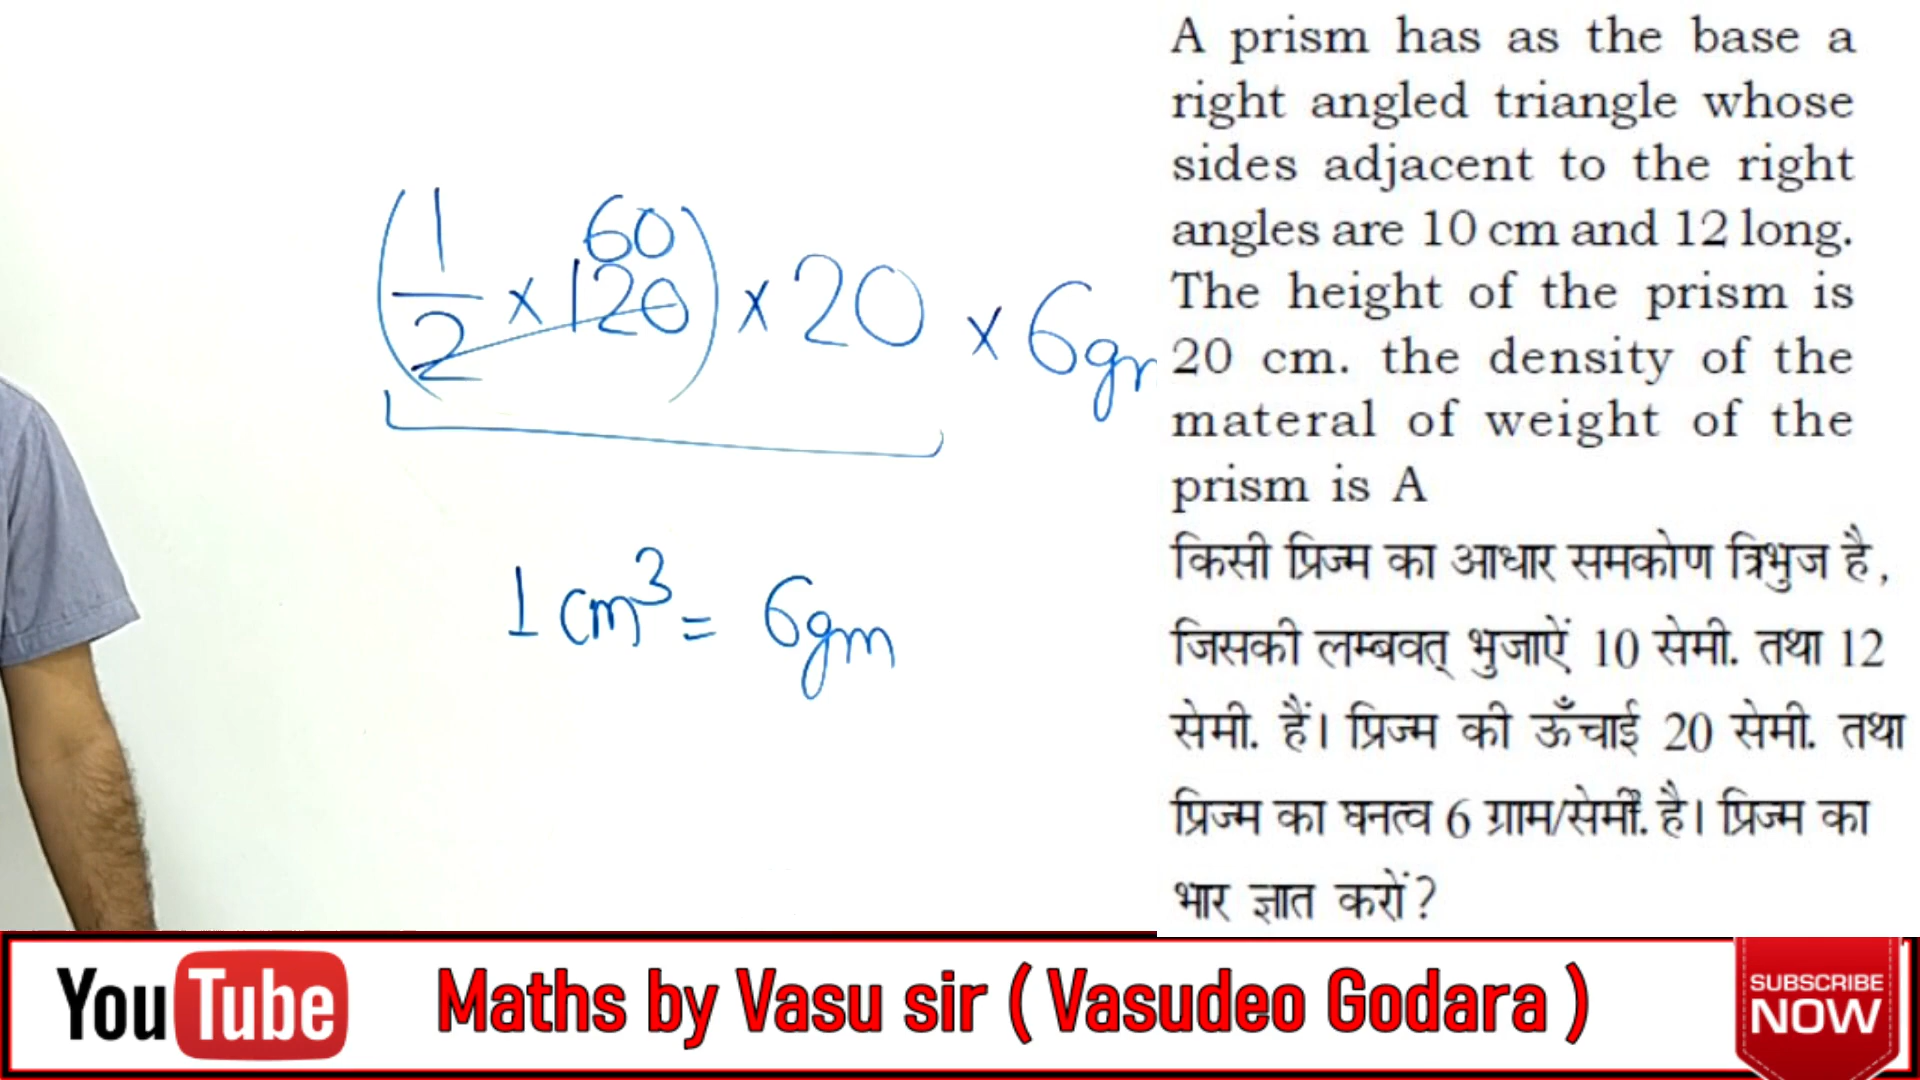 (1/2 × 120) × 20 × 6gm
60
1 cm³ = 6gm
A prism has as the base a
right angled triangle whose
sides adjacent to the right
angles are 10 cm and 12 long.
The height of the prism is
20 cm. the density of the
materal of weight of the
prism is A
किसी प्रिज्म का आधार समकोण त्रिभुज है,
जिसकी लम्बवत् भुजाऐं 10 सेमी. तथा 12
सेमी. हैं। प्रिज्म की ऊँचाई 20 सेमी. तथा
प्रिज्म का घनत्व 6 ग्राम/सेमी³. है। प्रिज्म का
भार ज्ञात करों?
YouTube
Maths by Vasu sir ( Vasudeo Godara )
SUBSCRIBE
NOW